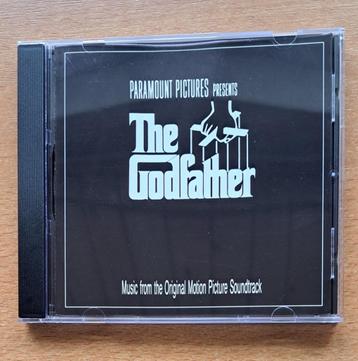 PARAMOUNT PICTURES PRESENTS
The
Godfather
Music from the Original Motion Picture Soundtrack